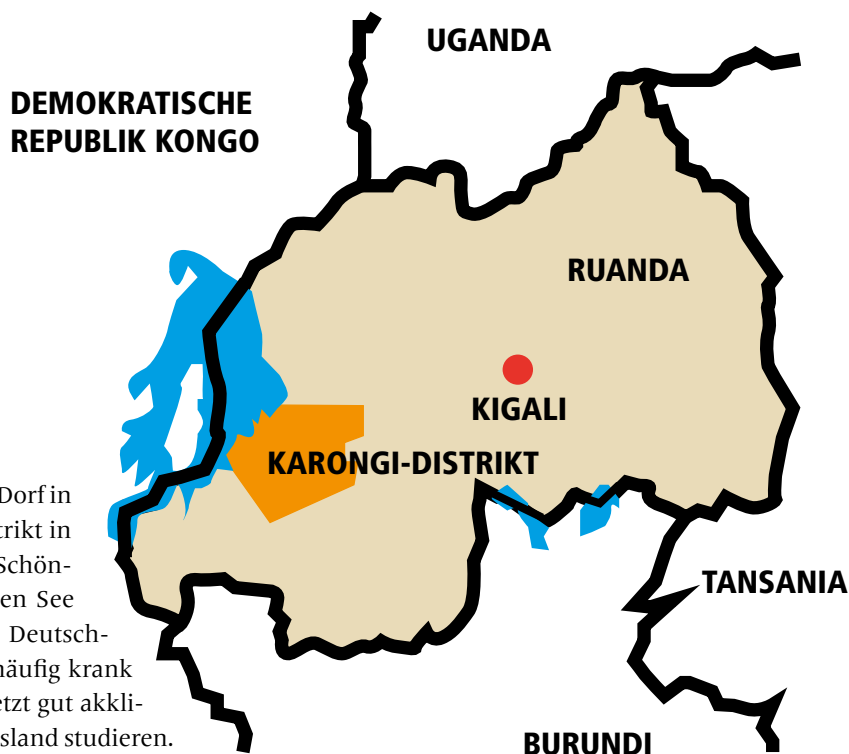 UGANDA
DEMOKRATISCHE
REPUBLIK KONGO
RUANDA
KIGALI
KARONGI-DISTRIKT
TANSANIA
BURUNDI
Dorf in
trikt in
Schön-
en See
Deutsch-
häufig krank
etzt gut akkli-
sland studieren.